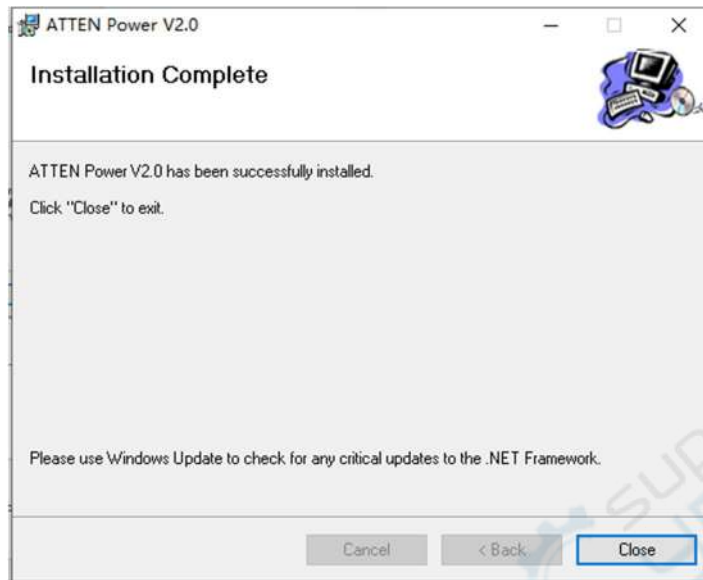 ATTEN Power V2.0
Installation Complete
ATTEN Power V2.0 has been successfully installed.
Click "Close" to exit.
Please use Windows Update to check for any critical updates to the .NET Framework.
Cancel
< Back
Close